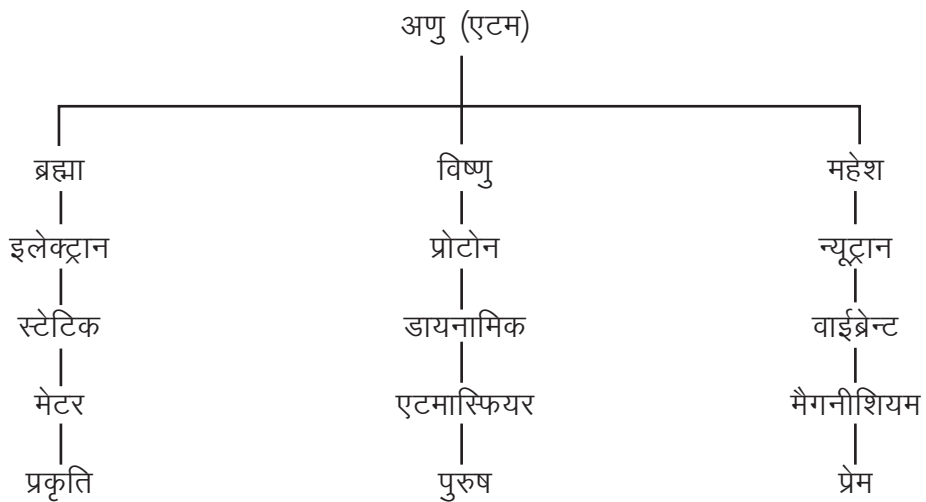 अणु (एटम)
ब्रह्मा विष्णु महेश
इलेक्ट्रान प्रोटोन न्यूट्रान
स्टेटिक डायनामिक वाईब्रेन्ट
मेटर एटमास्फियर मैगनीशियम
प्रकृति पुरुष प्रेम